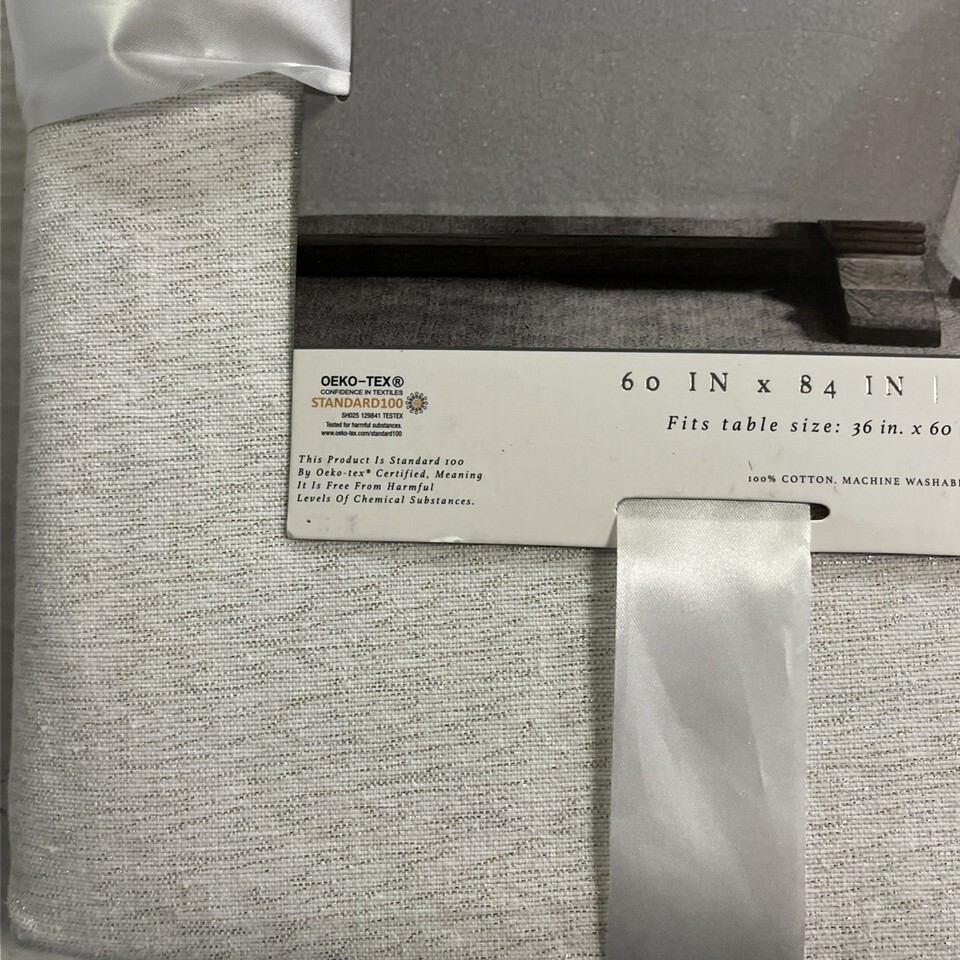 OEKO-TEX®
CONFIDENCE IN TEXTILES
STANDARD100
SH025 129841 TESTEX
Tested for harmful substances.
www.oeko-tex.com/standard100
This Product Is Standard 100
By Oeko-tex® Certified, Meaning
It Is Free From Harmful
Levels Of Chemical Substances.
60 IN x 84 IN |
Fits table size: 36 in. x 60
100% COTTON. MACHINE WASHABL